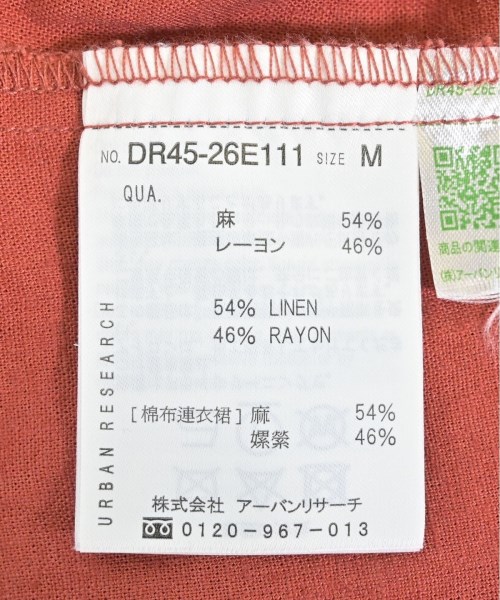 NO. DR45-26E111 SIZE M
QUA.
麻 54%
レーヨン 46%
54% LINEN
46% RAYON
[棉布連衣裙] 麻 54%
嫘縈 46%
URBAN RESEARCH
株式会社 アーバンリサーチ
0120-967-013
DR45-26E
商品の関連
(株)アーバン